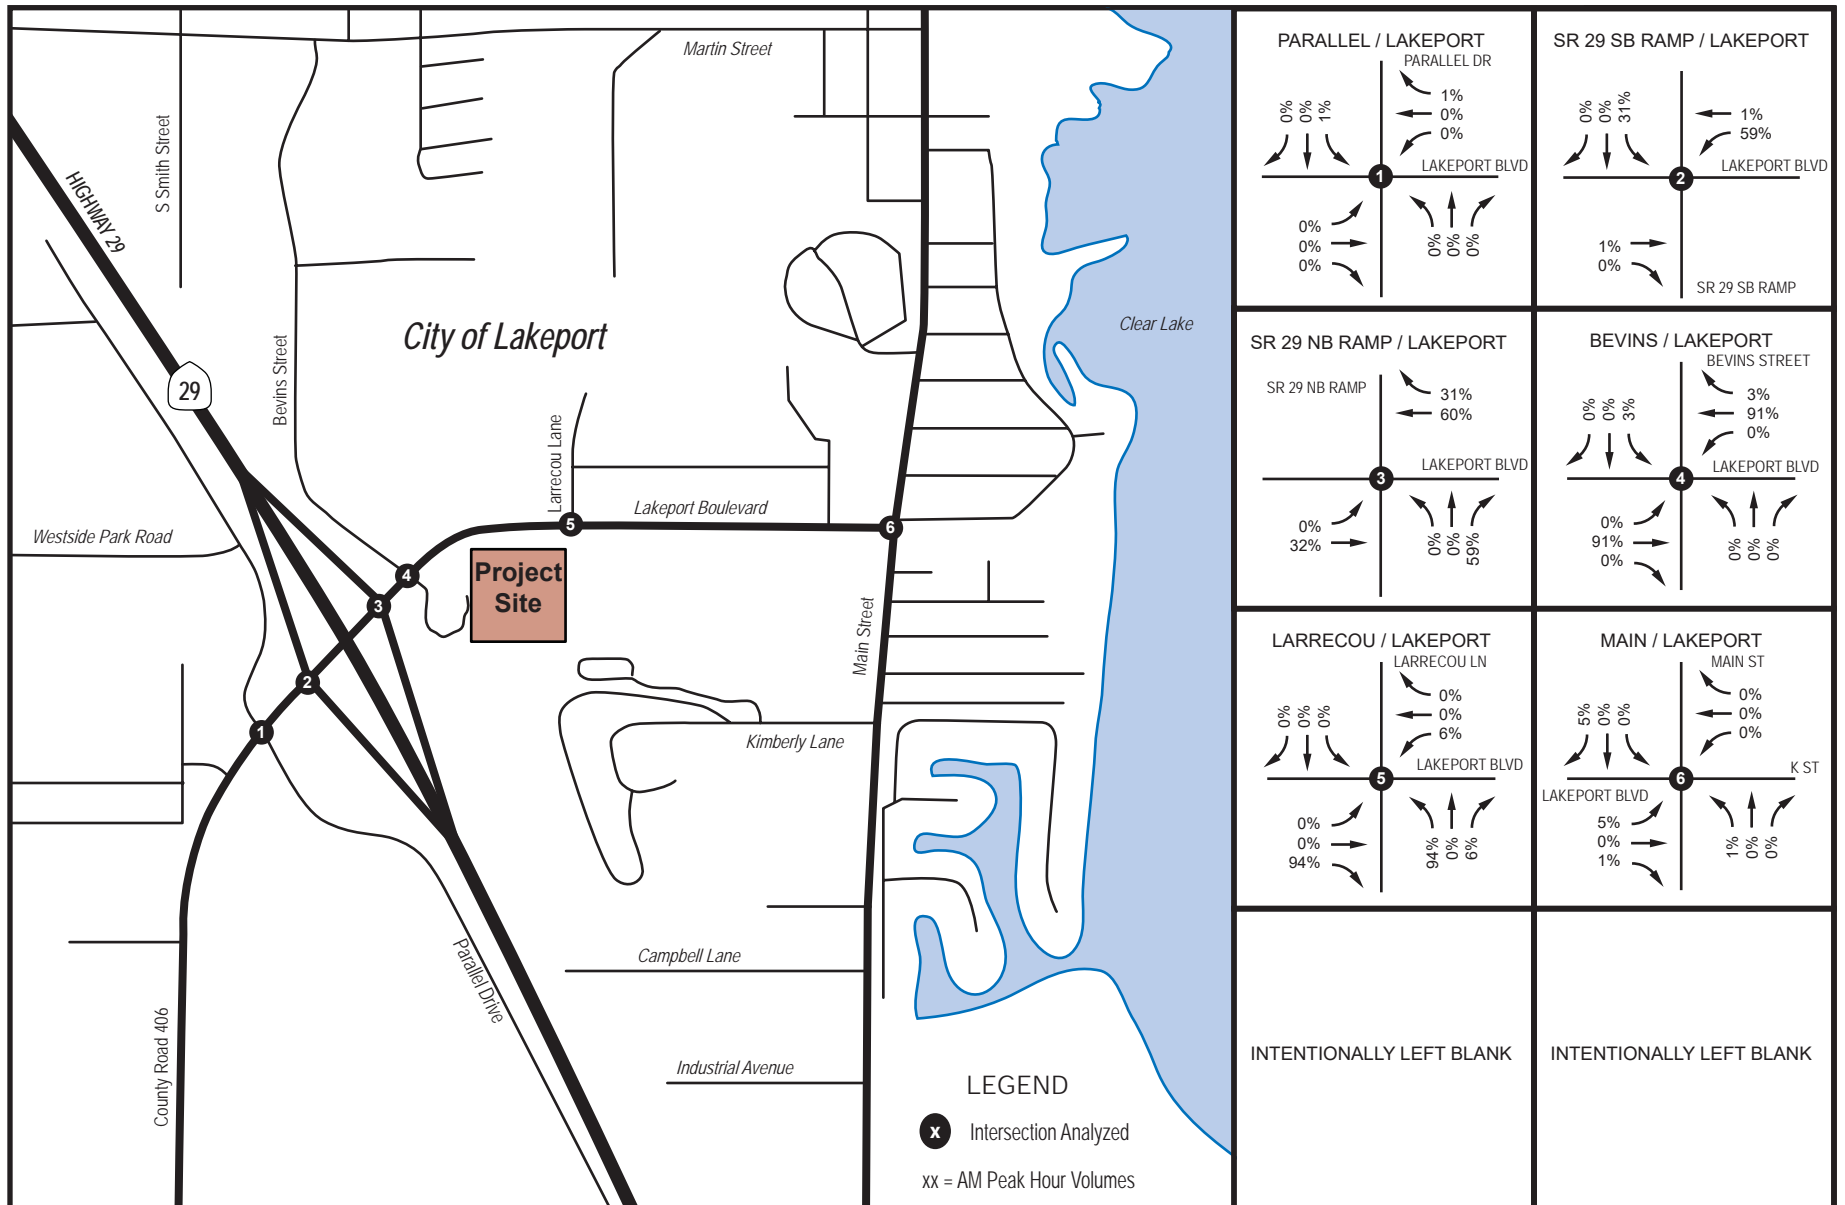 Martin Street
S Smith Street
HIGHWAY 29
29
Bevins Street
City of Lakeport
Clear Lake
Larrecou Lane
Lakeport Boulevard
Westside Park Road
Project
Site
1
2
3
4
5
6
Main Street
Kimberly Lane
Campbell Lane
Parallel Drive
County Road 406
Industrial Avenue
LEGEND
x Intersection Analyzed
xx = AM Peak Hour Volumes
PARALLEL / LAKEPORT
PARALLEL DR
0% 0% 1%
1%
0%
0%
LAKEPORT BLVD
1
0%
0%
0%
0% 0% 0%
SR 29 SB RAMP / LAKEPORT
0% 0% 31%
1%
59%
LAKEPORT BLVD
2
1%
0%
SR 29 SB RAMP
SR 29 NB RAMP / LAKEPORT
SR 29 NB RAMP
31%
60%
LAKEPORT BLVD
3
0%
32%
0% 0% 59%
BEVINS / LAKEPORT
BEVINS STREET
0% 0% 3%
3%
91%
0%
LAKEPORT BLVD
4
0%
91%
0%
0% 0% 0%
LARRECOU / LAKEPORT
LARRECOU LN
0% 0% 0%
0%
0%
6%
LAKEPORT BLVD
5
0%
0%
94%
94% 0% 6%
MAIN / LAKEPORT
MAIN ST
5% 0% 0%
0%
0%
0%
K ST
6
LAKEPORT BLVD
5%
0%
1%
1% 0% 0%
INTENTIONALLY LEFT BLANK
INTENTIONALLY LEFT BLANK